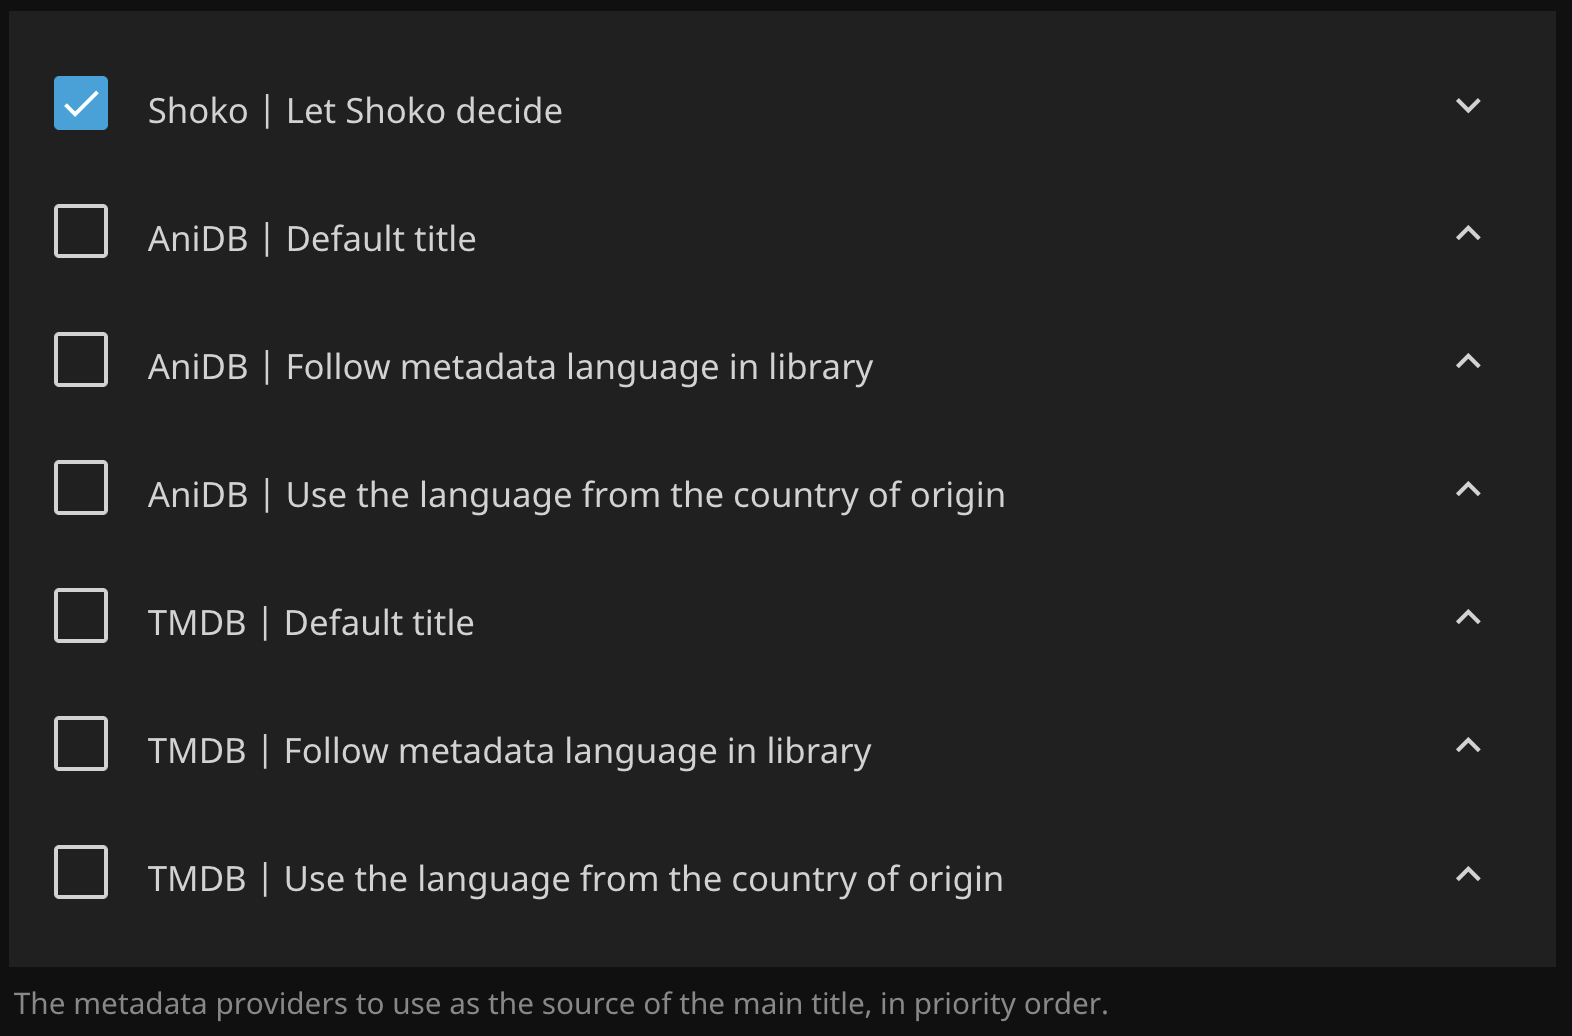 Shoko | Let Shoko decide
AniDB | Default title
AniDB | Follow metadata language in library
AniDB | Use the language from the country of origin
TMDB | Default title
TMDB | Follow metadata language in library
TMDB | Use the language from the country of origin
The metadata providers to use as the source of the main title, in priority order.